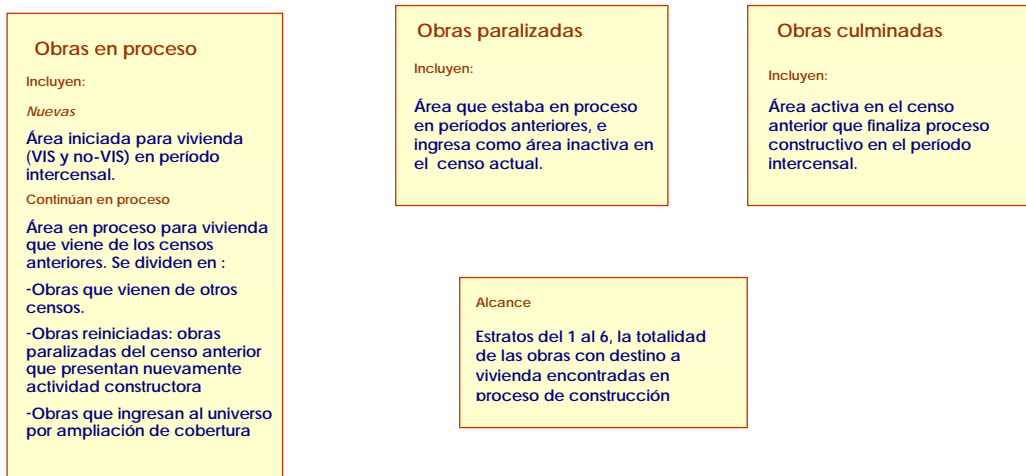 Obras en proceso
Incluyen:
Nuevas
Área iniciada para vivienda
(VIS y no-VIS) en período
intercensal.
Continúan en proceso
Área en proceso para vivienda
que viene de los censos
anteriores. Se dividen en :
-Obras que vienen de otros
censos.
-Obras reiniciadas: obras
paralizadas del censo anterior
que presentan nuevamente
actividad constructora
-Obras que ingresan al universo
por ampliación de cobertura
Obras paralizadas
Incluyen:
Área que estaba en proceso
en períodos anteriores, e
ingresa como área inactiva en
el censo actual.
Obras culminadas
Incluyen:
Área activa en el censo
anterior que finaliza proceso
constructivo en el período
intercensal.
Alcance
Estratos del 1 al 6, la totalidad
de las obras con destino a
vivienda encontradas en
proceso de construcción